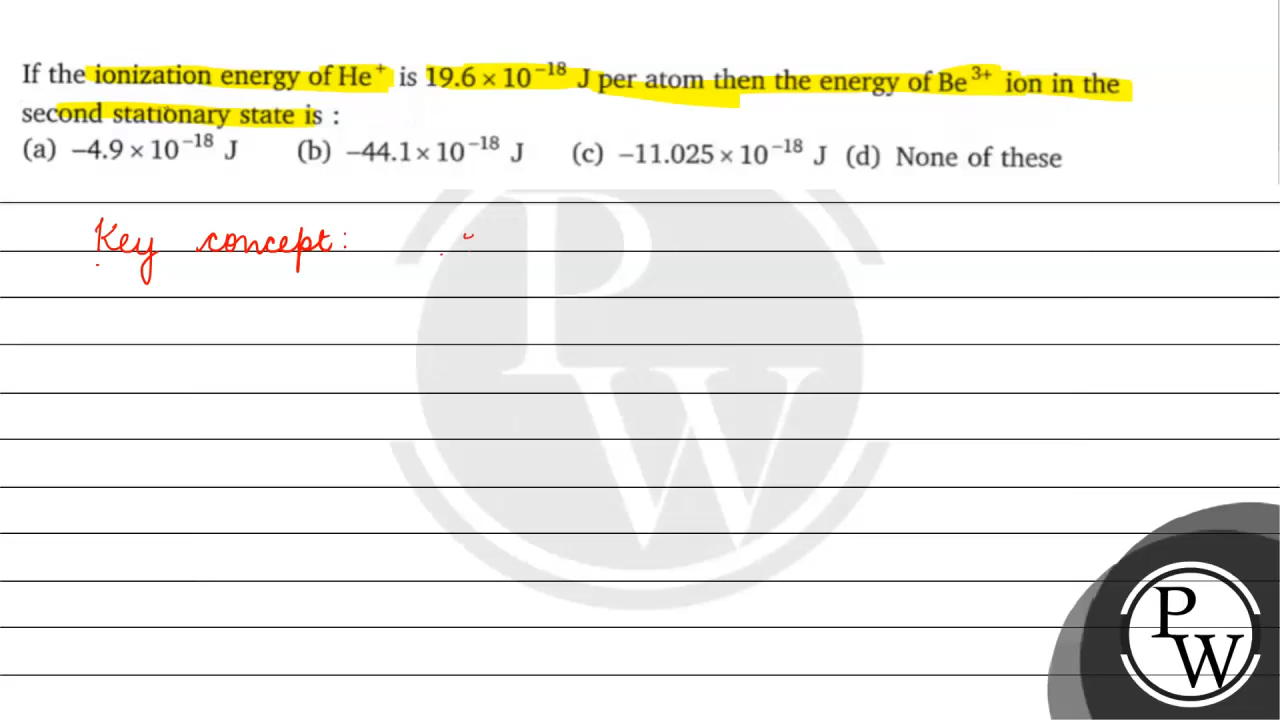 If the ionization energy of He⁺ is 19.6 × 10⁻¹⁸ J per atom then the energy of Be³⁺ ion in the
second stationary state is :
(a) −4.9 × 10⁻¹⁸ J (b) −44.1 × 10⁻¹⁸ J (c) −11.025 × 10⁻¹⁸ J (d) None of these
Key concept:
P
W
P
W